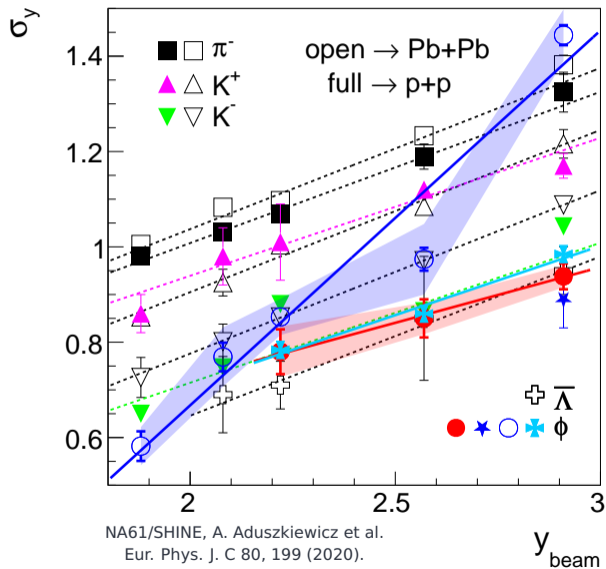 σy
1.4
1.2
1
0.8
0.6
π- open → Pb+Pb
K+ full → p+p
K-
Λ
ϕ
2 2.5 3
NA61/SHINE, A. Aduszkiewicz et al.
Eur. Phys. J. C 80, 199 (2020).
ybeam